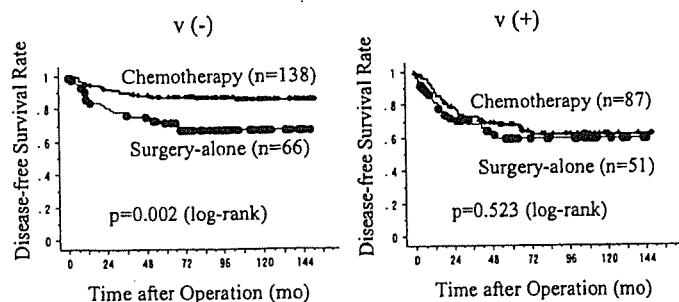 v (-)
Disease-free Survival Rate
1
. 8
. 6
. 4
. 2
0
Chemotherapy (n=138)
Surgery-alone (n=66)
p=0.002 (log-rank)
0 24 48 72 96 120 144
Time after Operation (mo)
v (+)
Disease-free Survival Rate
1
. 8
. 6
. 4
. 2
0
Chemotherapy (n=87)
Surgery-alone (n=51)
p=0.523 (log-rank)
0 24 48 72 96 120 144
Time after Operation (mo)